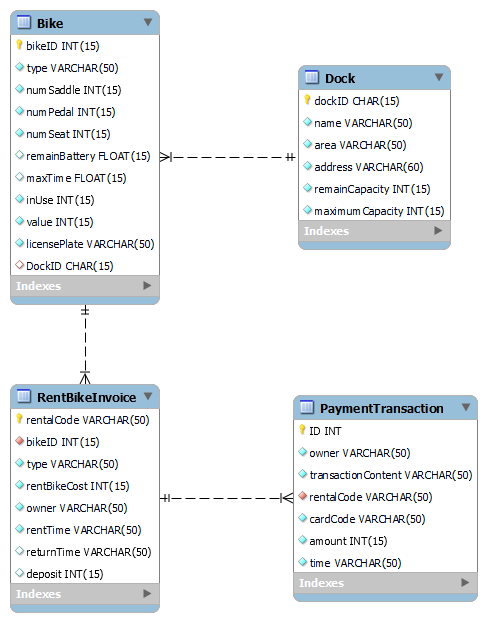 Bike
bikeID INT(15)
type VARCHAR(50)
numSaddle INT(15)
numPedal INT(15)
numSeat INT(15)
remainBattery FLOAT(15)
maxTime FLOAT(15)
inUse INT(15)
value INT(15)
licensePlate VARCHAR(50)
DockID CHAR(15)
Indexes
Dock
dockID CHAR(15)
name VARCHAR(50)
area VARCHAR(50)
address VARCHAR(60)
remainCapacity INT(15)
maximumCapacity INT(15)
Indexes
RentBikeInvoice
rentalCode VARCHAR(50)
bikeID INT(15)
type VARCHAR(50)
rentBikeCost INT(15)
owner VARCHAR(50)
rentTime VARCHAR(50)
returnTime VARCHAR(50)
deposit INT(15)
Indexes
PaymentTransaction
ID INT
owner VARCHAR(50)
transactionContent VARCHAR(50)
rentalCode VARCHAR(50)
cardCode VARCHAR(50)
amount INT(15)
time VARCHAR(50)
Indexes